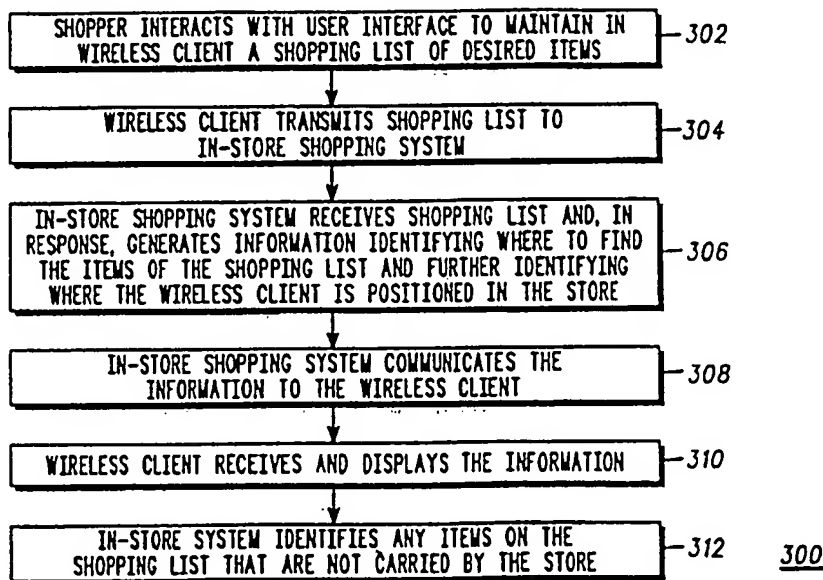 SHOPPER INTERACTS WITH USER INTERFACE TO MAINTAIN IN
WIRELESS CLIENT A SHOPPING LIST OF DESIRED ITEMS
302
WIRELESS CLIENT TRANSMITS SHOPPING LIST TO
IN-STORE SHOPPING SYSTEM
304
IN-STORE SHOPPING SYSTEM RECEIVES SHOPPING LIST AND, IN
RESPONSE, GENERATES INFORMATION IDENTIFYING WHERE TO FIND
THE ITEMS OF THE SHOPPING LIST AND FURTHER IDENTIFYING
WHERE THE WIRELESS CLIENT IS POSITIONED IN THE STORE
306
IN-STORE SHOPPING SYSTEM COMMUNICATES THE
INFORMATION TO THE WIRELESS CLIENT
308
WIRELESS CLIENT RECEIVES AND DISPLAYS THE INFORMATION
310
IN-STORE SYSTEM IDENTIFIES ANY ITEMS ON THE
SHOPPING LIST THAT ARE NOT CARRIED BY THE STORE
312
300